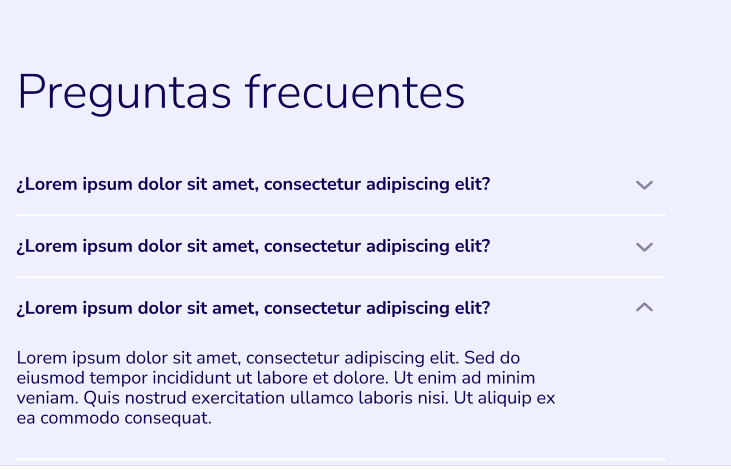 Preguntas frecuentes
¿Lorem ipsum dolor sit amet, consectetur adipiscing elit?
¿Lorem ipsum dolor sit amet, consectetur adipiscing elit?
¿Lorem ipsum dolor sit amet, consectetur adipiscing elit?
Lorem ipsum dolor sit amet, consectetur adipiscing elit. Sed do
eiusmod tempor incididunt ut labore et dolore. Ut enim ad minim
veniam. Quis nostrud exercitation ullamco laboris nisi. Ut aliquip ex
ea commodo consequat.